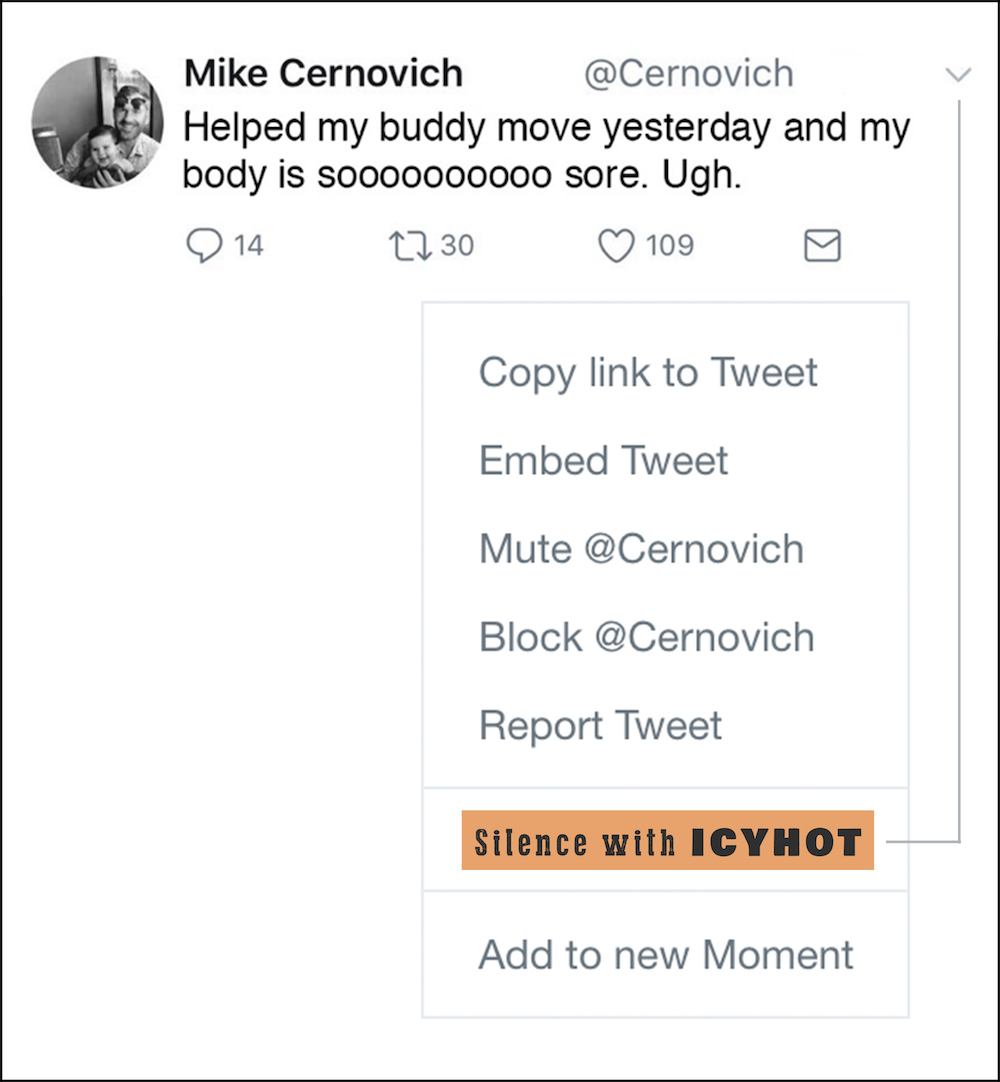 Mike Cernovich @Cernovich
Helped my buddy move yesterday and my
body is soooooooooo sore. Ugh.
14 30 109
Copy link to Tweet
Embed Tweet
Mute @Cernovich
Block @Cernovich
Report Tweet
Silence with ICYHOT
Add to new Moment